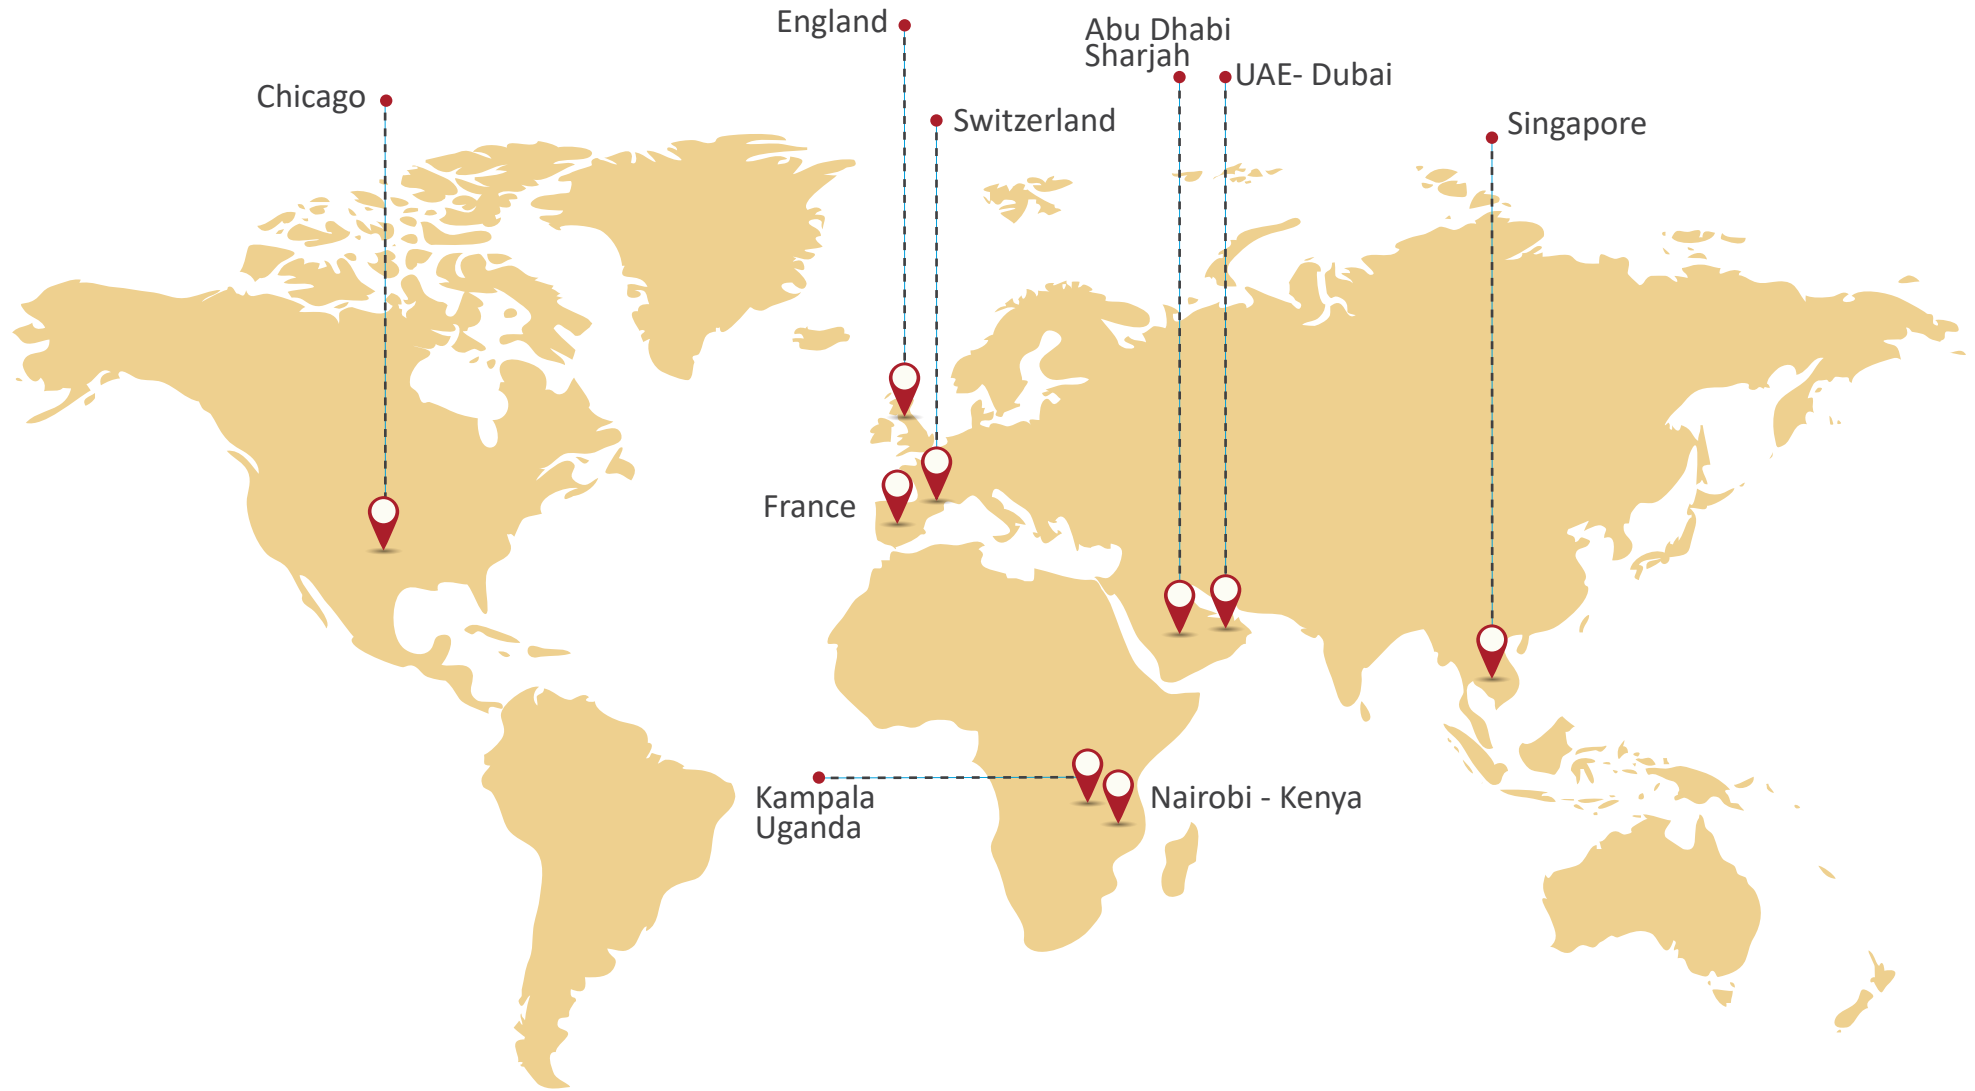 England
Abu Dhabi
Sharjah
UAE- Dubai
Chicago
Switzerland
Singapore
France
Kampala
Uganda
Nairobi - Kenya